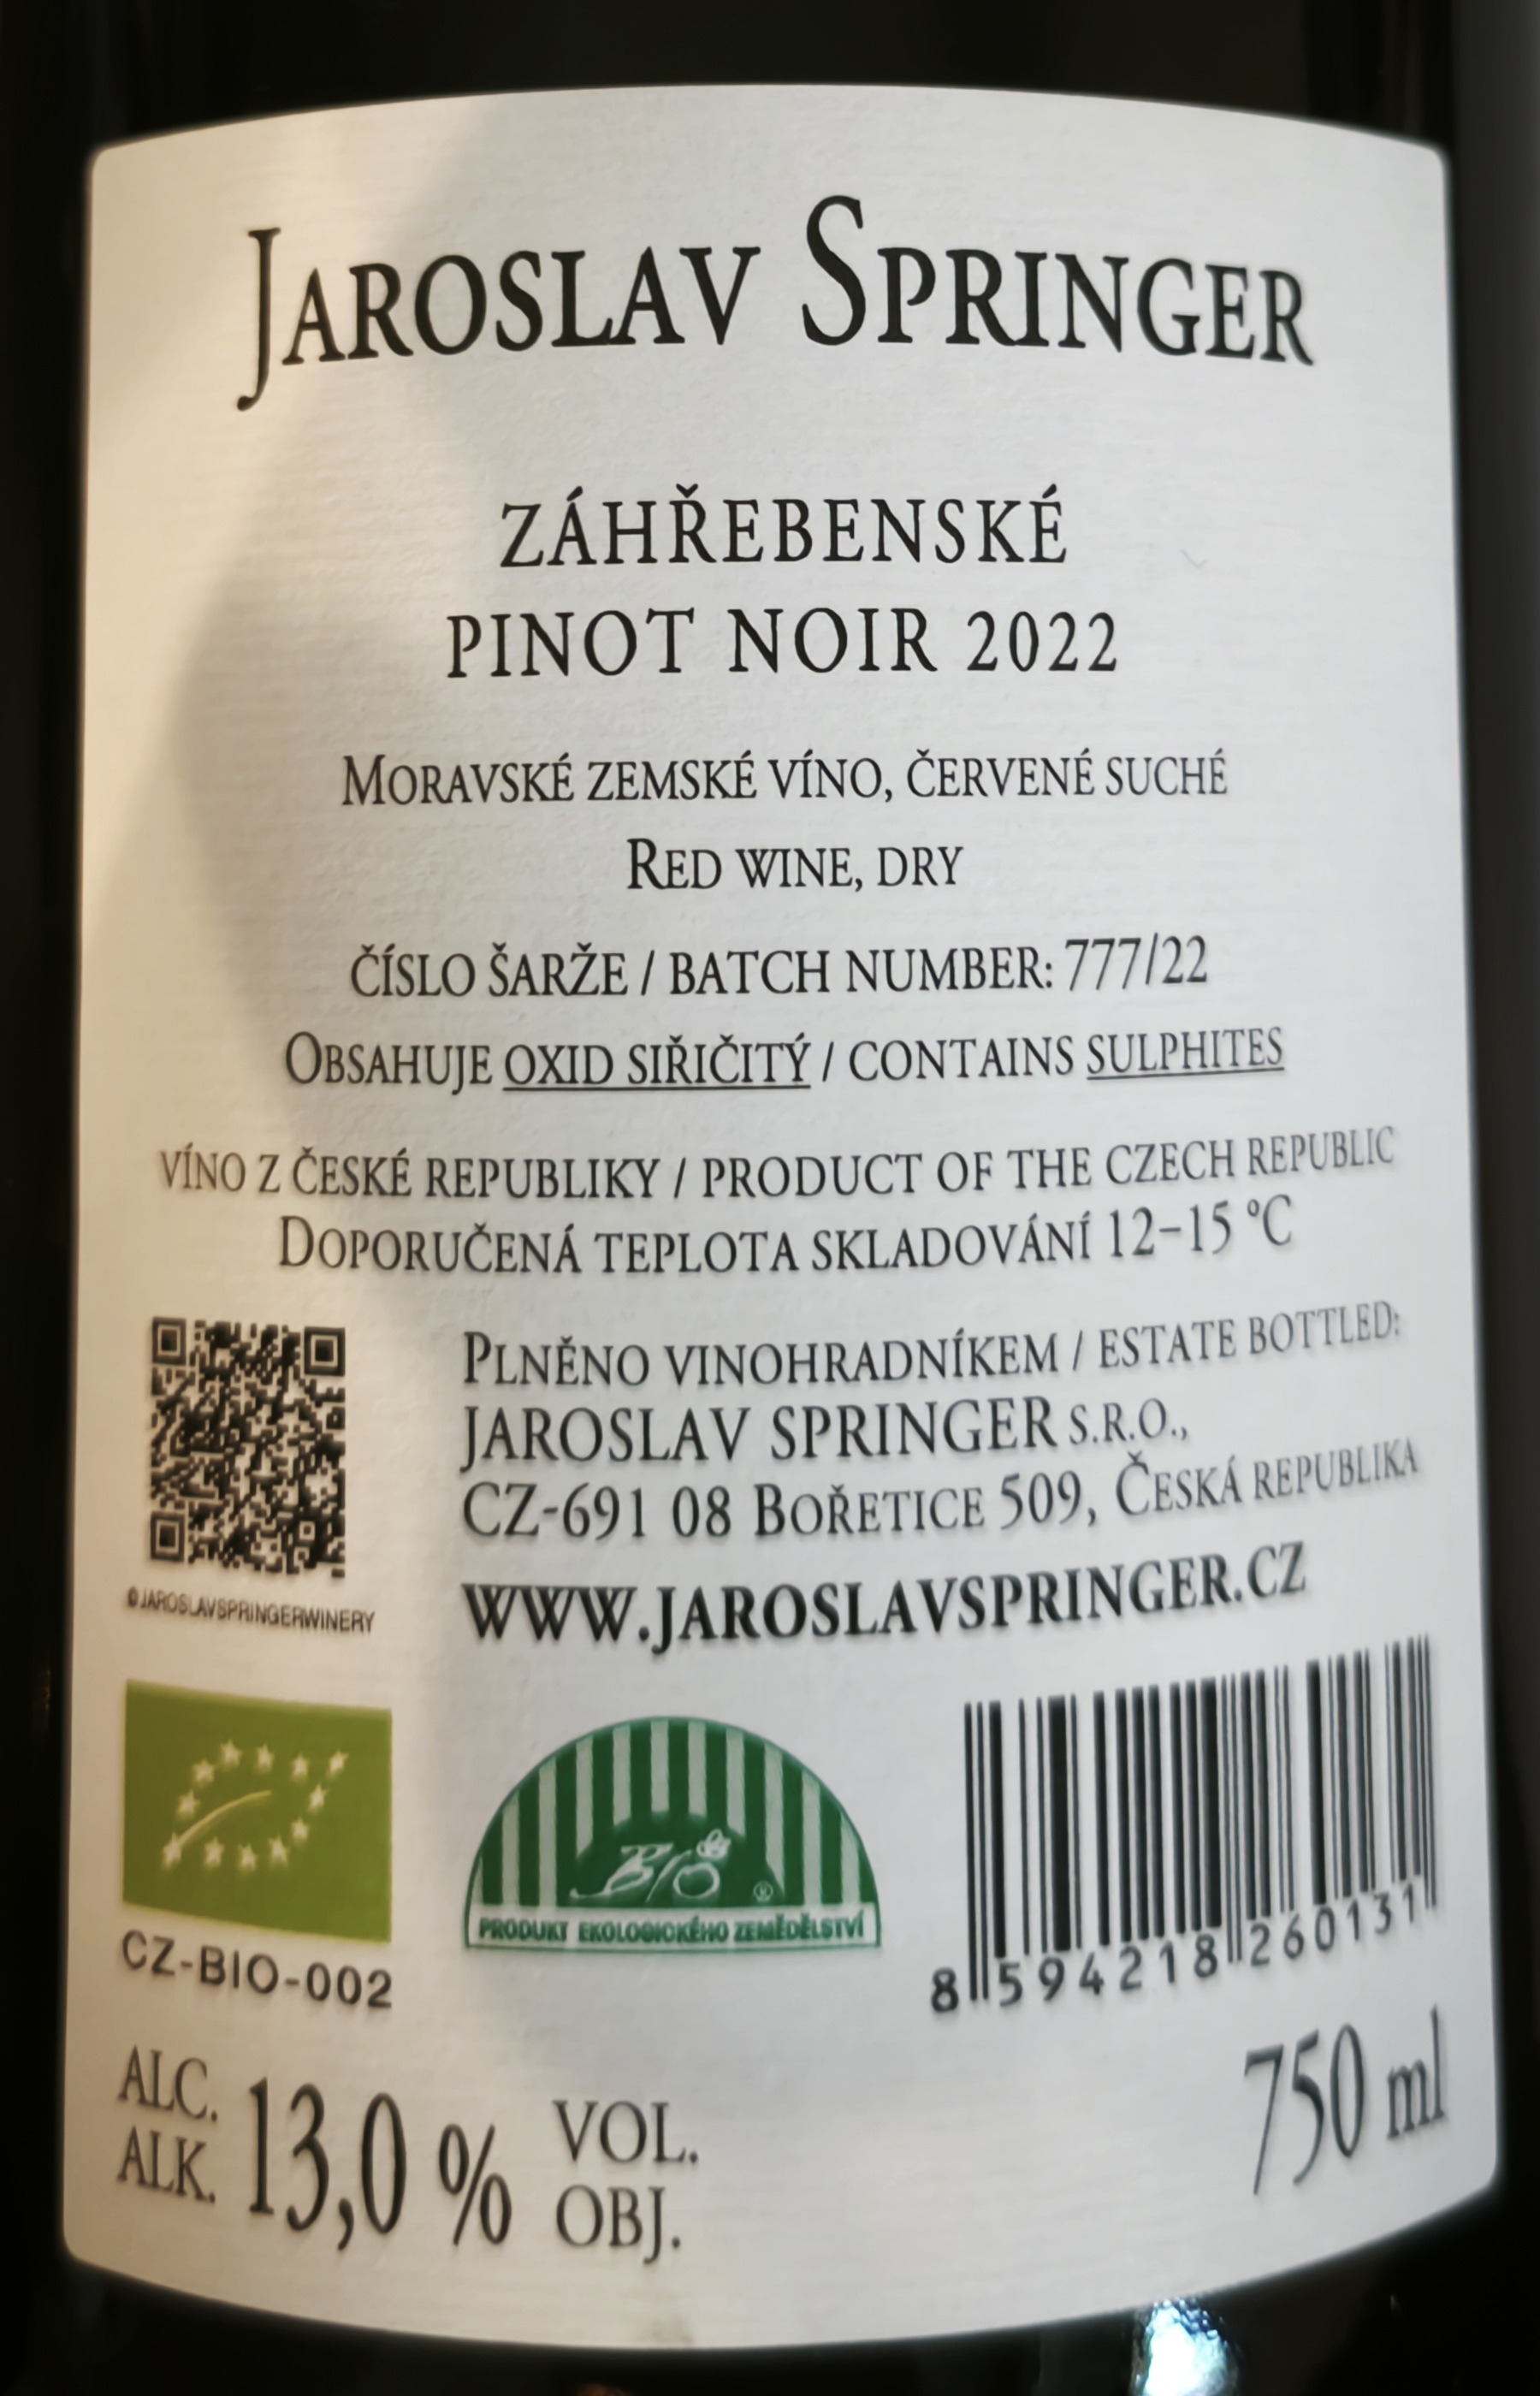 JAROSLAV SPRINGER
ZÁHŘEBENSKÉ
PINOT NOIR 2022
MORAVSKÉ ZEMSKÉ VÍNO, ČERVENÉ SUCHÉ
RED WINE, DRY
ČÍSLO ŠARŽE / BATCH NUMBER: 777/22
OBSAHUJE OXID SIŘIČITÝ / CONTAINS SULPHITES
VÍNO Z ČESKÉ REPUBLIKY / PRODUCT OF THE CZECH REPUBLIC
DOPORUČENÁ TEPLOTA SKLADOVÁNÍ 12–15 °C
PLNĚNO VINOHRADNÍKEM / ESTATE BOTTLED:
JAROSLAV SPRINGER S.R.O.,
CZ-691 08 BOŘETICE 509, ČESKÁ REPUBLIKA
WWW.JAROSLAVSPRINGER.CZ
©JAROSLAVSPRINGERWINERY
CZ-BIO-002
Bio ®
PRODUKT EKOLOGICKÉHO ZEMĚDĚLSTVÍ
8 594218 260131
ALC. ALK. 13,0 % VOL. OBJ.
750 ml